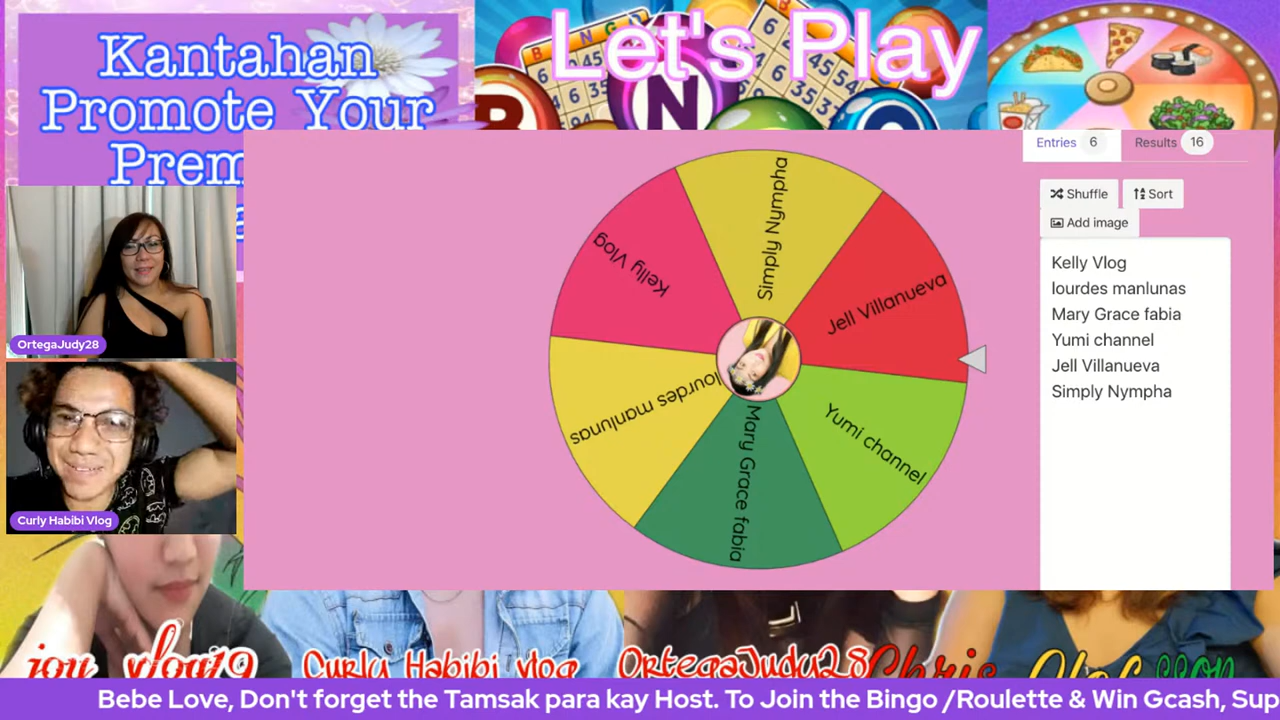 Kantahan
Promote Your
Prem
Let's Play
B I N G
N
Entries 6
Results 16
Shuffle
Sort
Add image
Kelly Vlog
lourdes manlunas
Mary Grace fabia
Yumi channel
Jell Villanueva
Simply Nympha
Simply Nympha
Jell Villanueva
Yumi channel
Mary Grace fabia
lourdes manlunas
Kelly Vlog
OrtegaJudy28
Curly Habibi Vlog
joy vlog19
Curly Habibi vlog
OrtegaJudy28
Chris
Bebe Love, Don't forget the Tamsak para kay Host. To Join the Bingo /Roulette & Win Gcash, Sup